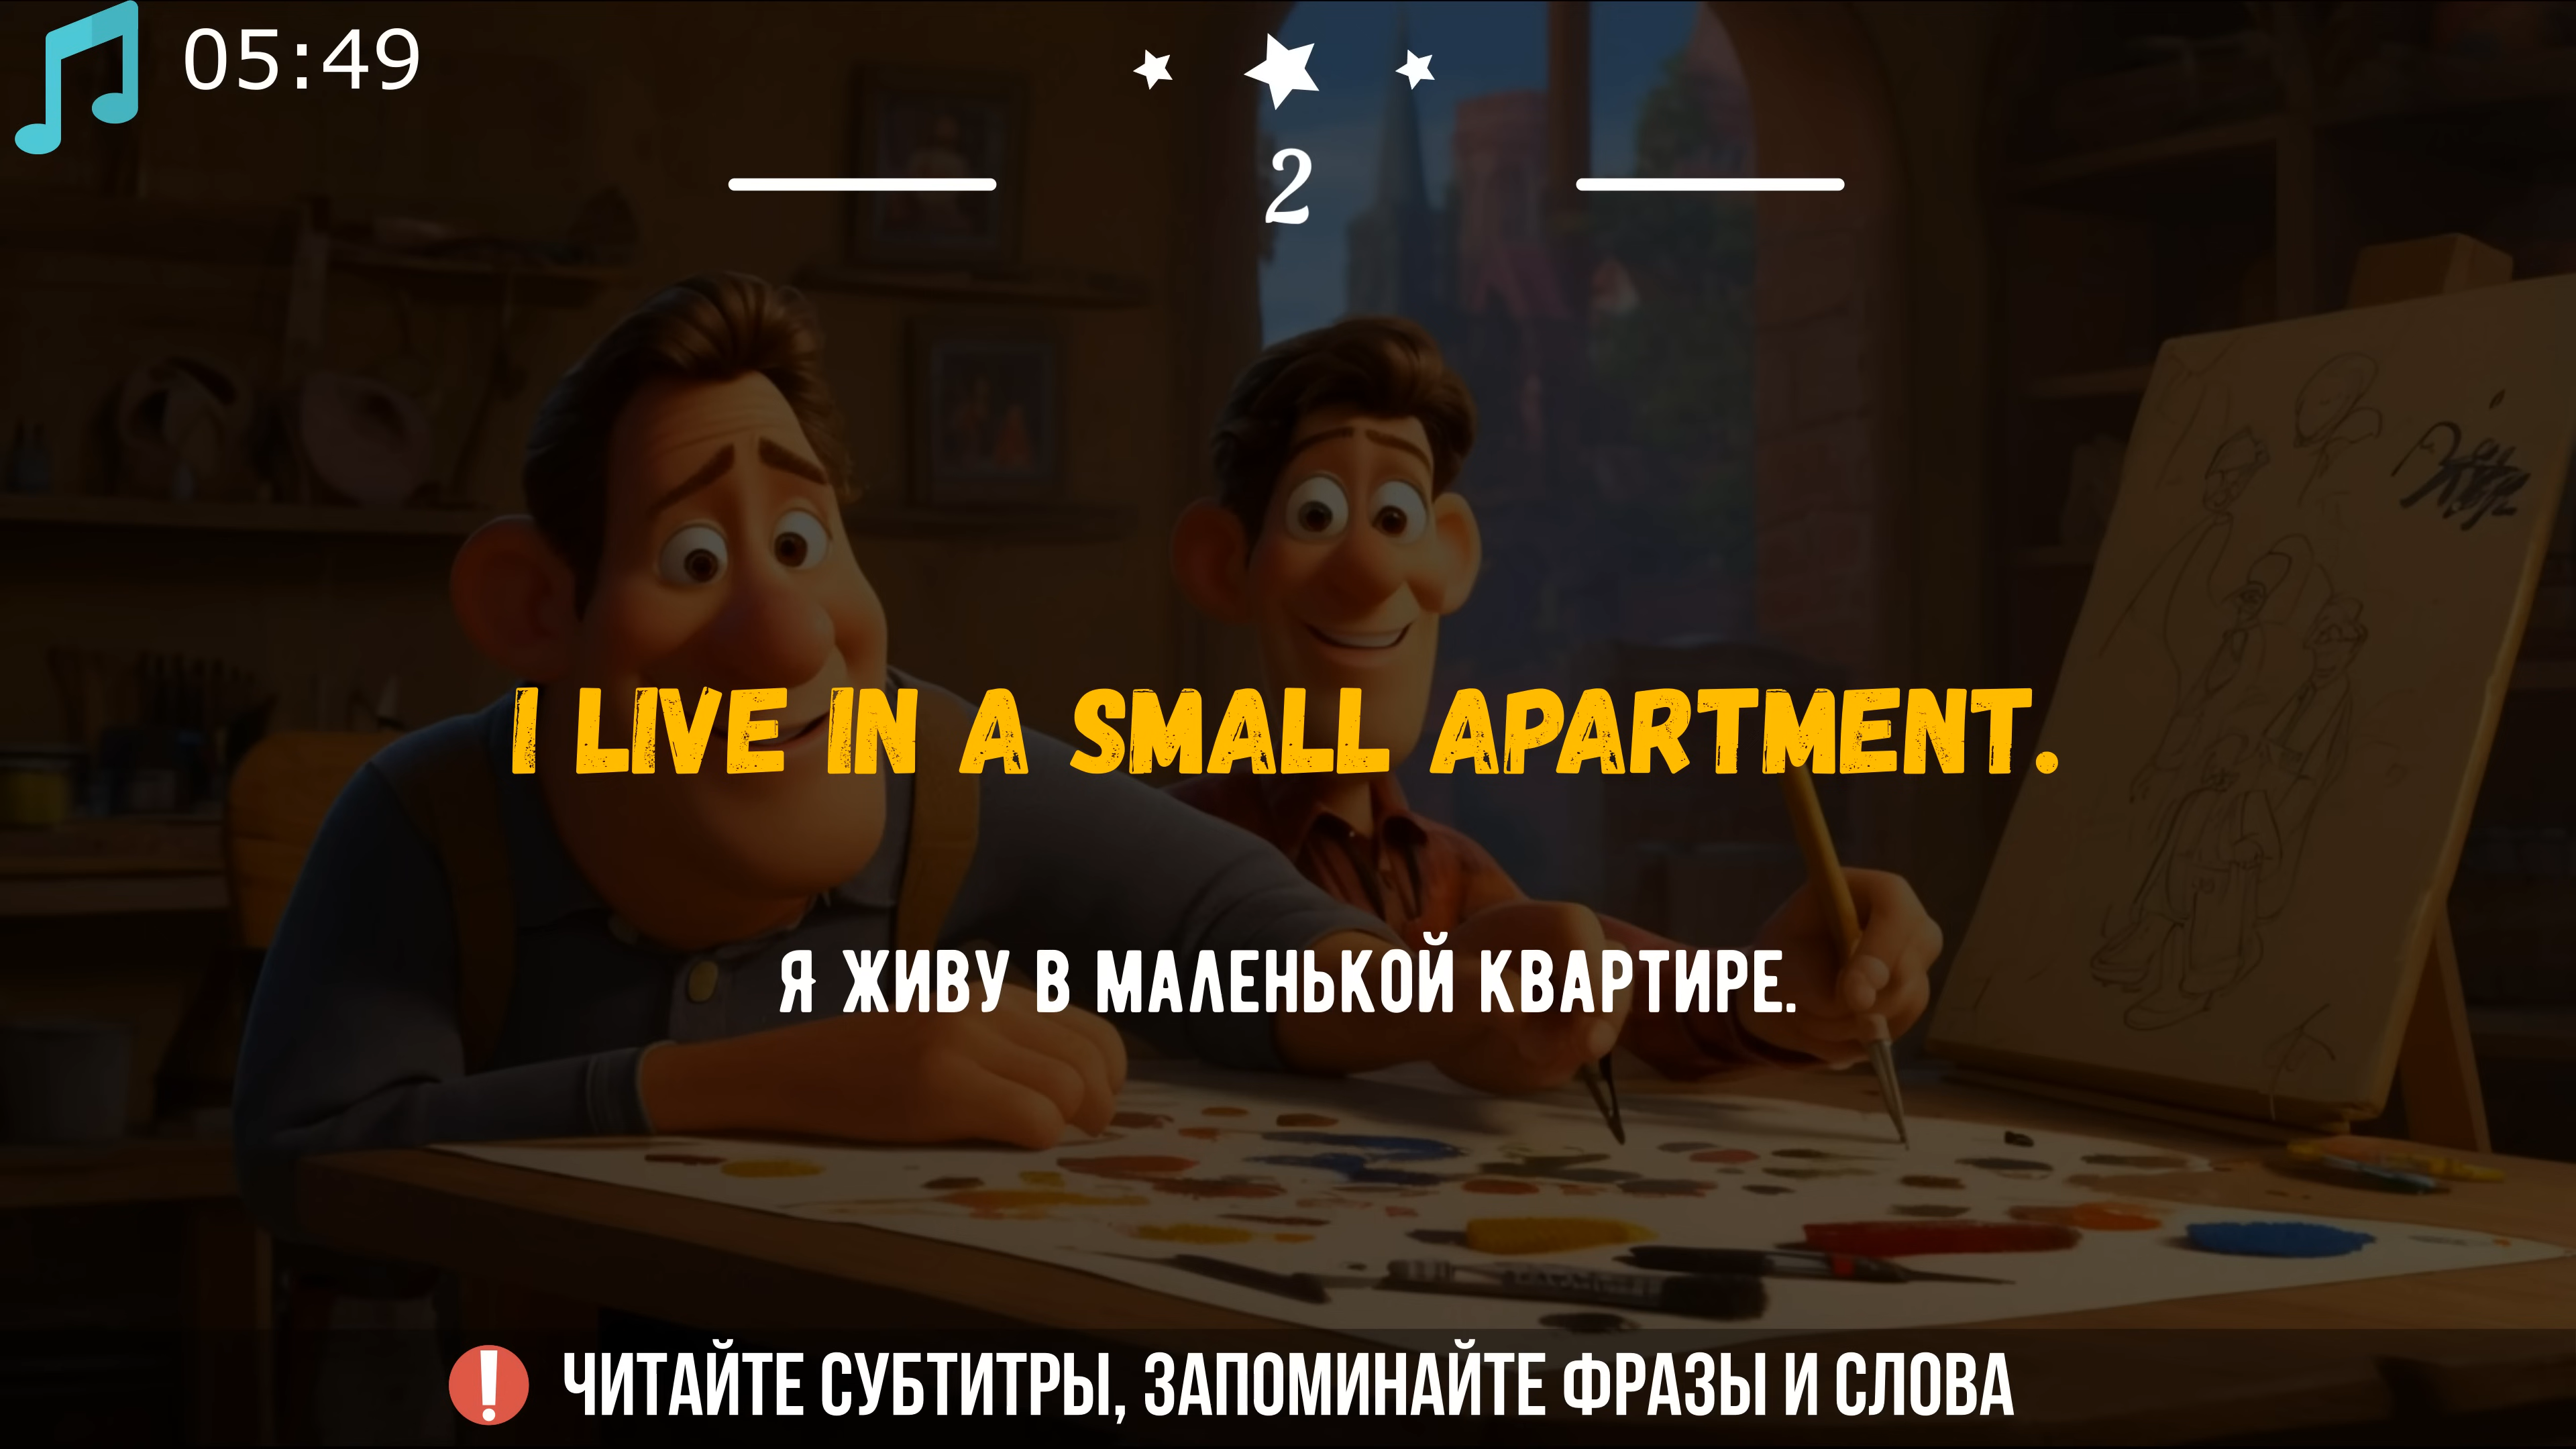 05:49
2
I LIVE IN A SMALL APARTMENT.
Я ЖИВУ В МАЛЕНЬКОЙ КВАРТИРЕ.
ЧИТАЙТЕ СУБТИТРЫ, ЗАПОМИНАЙТЕ ФРАЗЫ И СЛОВА